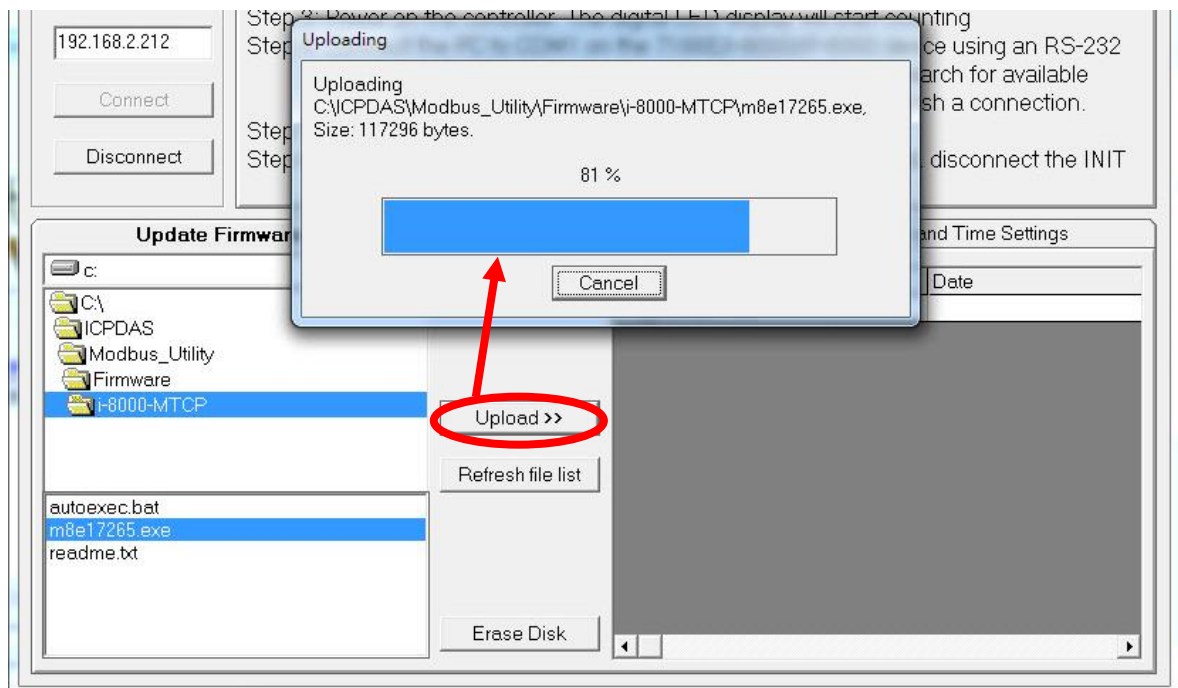 Step 3: Power on the controller. The digital LED display will start counting
192.168.2.212
Step
ce using an RS-232
arch for available
sh a connection.
Connect
Step
Step
disconnect the INIT
Disconnect
Uploading
Uploading
C:\ICPDAS\Modbus_Utility\Firmware\i-8000-MTCP\m8e17265.exe,
Size: 117296 bytes.
81 %
Cancel
Update Firmwar
and Time Settings
c:
Date
C:\
ICPDAS
Modbus_Utility
Firmware
i-8000-MTCP
Upload >>
Refresh file list
autoexec.bat
m8e17265.exe
readme.txt
Erase Disk